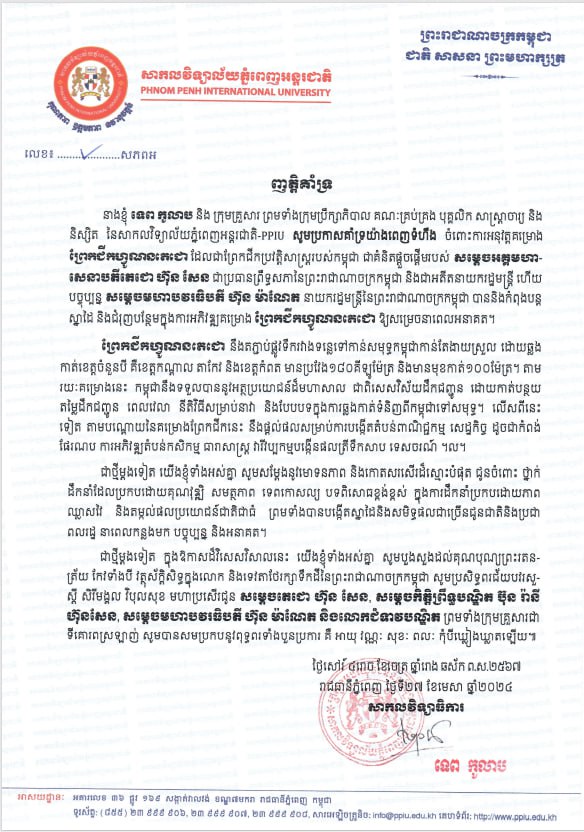 ព្រះរាជាណាចក្រកម្ពុជា
ជាតិ សាសនា ព្រះមហាក្សត្រ
សាកលវិទ្យាល័យភ្នំពេញអន្តរជាតិ
PHNOM PENH INTERNATIONAL UNIVERSITY
គុណភាព ឧត្តមភាព
លេខ៖ ........✓...........សភពអ
ញត្តិគាំទ្រ
នាងខ្ញុំ ទេព កូលាប និង ក្រុមគ្រួសារ ព្រមទាំងក្រុមប្រឹក្សាភិបាល គណៈគ្រប់គ្រង បុគ្គលិក សាស្ត្រាចារ្យ និង
និស្សិត នៃសាកលវិទ្យាល័យភ្នំពេញអន្តរជាតិ-PPIU សូមប្រកាសគាំទ្រយ៉ាងពេញទំហឹង ចំពោះការអនុវត្តគម្រោង
ព្រែកជីកហ្វូណនតេជោ ដែលជាព្រែកជីកប្រវត្តិសាស្ត្ររបស់កម្ពុជា ជាគំនិតផ្តួចផ្តើមរបស់ សម្តេចអគ្គមហា-
សេនាបតីតេជោ ហ៊ុន សែន ជាប្រធានព្រឹទ្ធសភានៃព្រះរាជាណាចក្រកម្ពុជា និងជាអតីតនាយករដ្ឋមន្ត្រី ហើយ
បច្ចុប្បន្ន សម្តេចមហាបវរធិបតី ហ៊ុន ម៉ាណែត នាយករដ្ឋមន្ត្រីនៃព្រះរាជាណាចក្រកម្ពុជា បាននិងកំពុងបន្ត
ស្នាដៃ និងជំរុញបន្ថែមក្នុងការអភិវឌ្ឍគម្រោង ព្រែកជីកហ្វូណនតេជោ ឱ្យសម្រេចនាពេលអនាគត។
ព្រែកជីកហ្វូណនតេជោ នឹងតភ្ជាប់ផ្លូវទឹករវាងទន្លេទៅកាន់សមុទ្រកម្ពុជាកាន់តែងាយស្រួល ដោយឆ្លង
កាត់ខេត្តចំនួនបី គឺខេត្តកណ្តាល តាកែវ និងខេត្តកំពត មានប្រវែង១៨០គីឡូម៉ែត្រ និងមានមុខកាត់១០០ម៉ែត្រ។ តាម
រយៈគម្រោងនេះ កម្ពុជានឹងទទួលបាននូវអត្ថប្រយោជន៍ដ៏មហាសាល ជាពិសេសវិស័យដឹកជញ្ជូន ដោយកាត់បន្ថយ
តម្លៃដឹកជញ្ជូន ពេលវេលា នីតិវិធីសម្រាប់នាវា និងបែបបទក្នុងការឆ្លងកាត់ទំនិញពីកម្ពុជាទៅសមុទ្រ។ លើសពីនេះ
ទៀត តាមបណ្តោយនៃគម្រោងព្រែកជីកនេះ នឹងផ្តល់ផលសម្រាប់ការបង្កើតតំបន់ពាណិជ្ជកម្ម សេដ្ឋកិច្ច ដូចជាកំពង់
ផែរណប ការអភិវឌ្ឍតំបន់កសិកម្ម ធារាសាស្ត្រ វារីវប្បកម្មបង្កើនផលត្រីទឹកសាប ទេសចរណ៍ ។ល។
ជាថ្មីម្តងទៀត យើងខ្ញុំទាំងអស់គ្នា សូមសម្តែងនូវមោទនភាព និងកោតសរសើរដ៏ស្មោះបំផុត ជូនចំពោះ ថ្នាក់
ដឹកនាំដែលប្រកបដោយគុណវុឌ្ឍិ សមត្ថភាព ទេពកោសល្យ បទពិសោធខ្ពង់ខ្ពស់ ក្នុងការដឹកនាំប្រកបដោយភាព
ឈ្លាសវៃ និងតម្កល់ផលប្រយោជន៍ជាតិជាធំ ព្រមទាំងបានបង្កើតស្នាដៃនិងសមិទ្ធផលជាច្រើនជូនជាតិនិងប្រជា
ពលរដ្ឋ នាពេលកន្លងមក បច្ចុប្បន្ន និងអនាគត។
ជាថ្មីម្តងទៀត ក្នុងឱកាសដ៏វិសេសវិសាលនេះ យើងខ្ញុំទាំងអស់គ្នា សូមបួងសួងដល់គុណបុណ្យព្រះរតន-
ត្រ័យ កែវទាំងបី វត្ថុស័ក្តិសិទ្ធក្នុងលោក និងទេវតាថែរក្សាទឹកដីនៃព្រះរាជាណាចក្រកម្ពុជា សូមប្រសិទ្ធពរជ័យបវរសួ-
ស្តី សិរីមង្គល វិបុលសុខ មហាប្រសើរជូន សម្តេចតេជោ ហ៊ុន សែន, សម្តេចកិត្តិព្រឹទ្ធបណ្ឌិត ប៊ុន រ៉ានី
ហ៊ុនសែន, សម្តេចមហាបវរធិបតី ហ៊ុន ម៉ាណែត និងលោកជំទាវបណ្ឌិត ព្រមទាំងក្រុមគ្រួសារជា
ទីគោរពស្រឡាញ់ សូមបានសមប្រកបនូវពុទ្ធពរទាំងបួនប្រការ គឺ អាយុ វណ្ណៈ សុខៈ ពលៈ កុំបីឃ្លៀងឃ្លាតឡើយ៕
ថ្ងៃសៅរ៍ ៤រោច ខែចេត្រ ឆ្នាំរោង ឆស័ក ព.ស.២៥៦៧
រាជធានីភ្នំពេញ ថ្ងៃទី២៧ ខែមេសា ឆ្នាំ២០២៤
សាកលវិទ្យាធិការ
ទេព កូលាប
អាសយដ្ឋាន: អគារលេខ ៣៦ ផ្លូវ ១៦៩ សង្កាត់វាលវង់ ខណ្ឌ៧មករា រាជធានីភ្នំពេញ កម្ពុជា
ទូរស័ព្ទ: (៨៥៥) ២៣ ៩៩៩ ៩០៦, ២៣ ៩៩៩ ៩០៧, ២៣ ៩៩៩ ៩០៨, សារអេឡិចត្រូនិច: info@ppiu.edu.kh គេហទំព័រ: http://www.ppiu.edu.kh